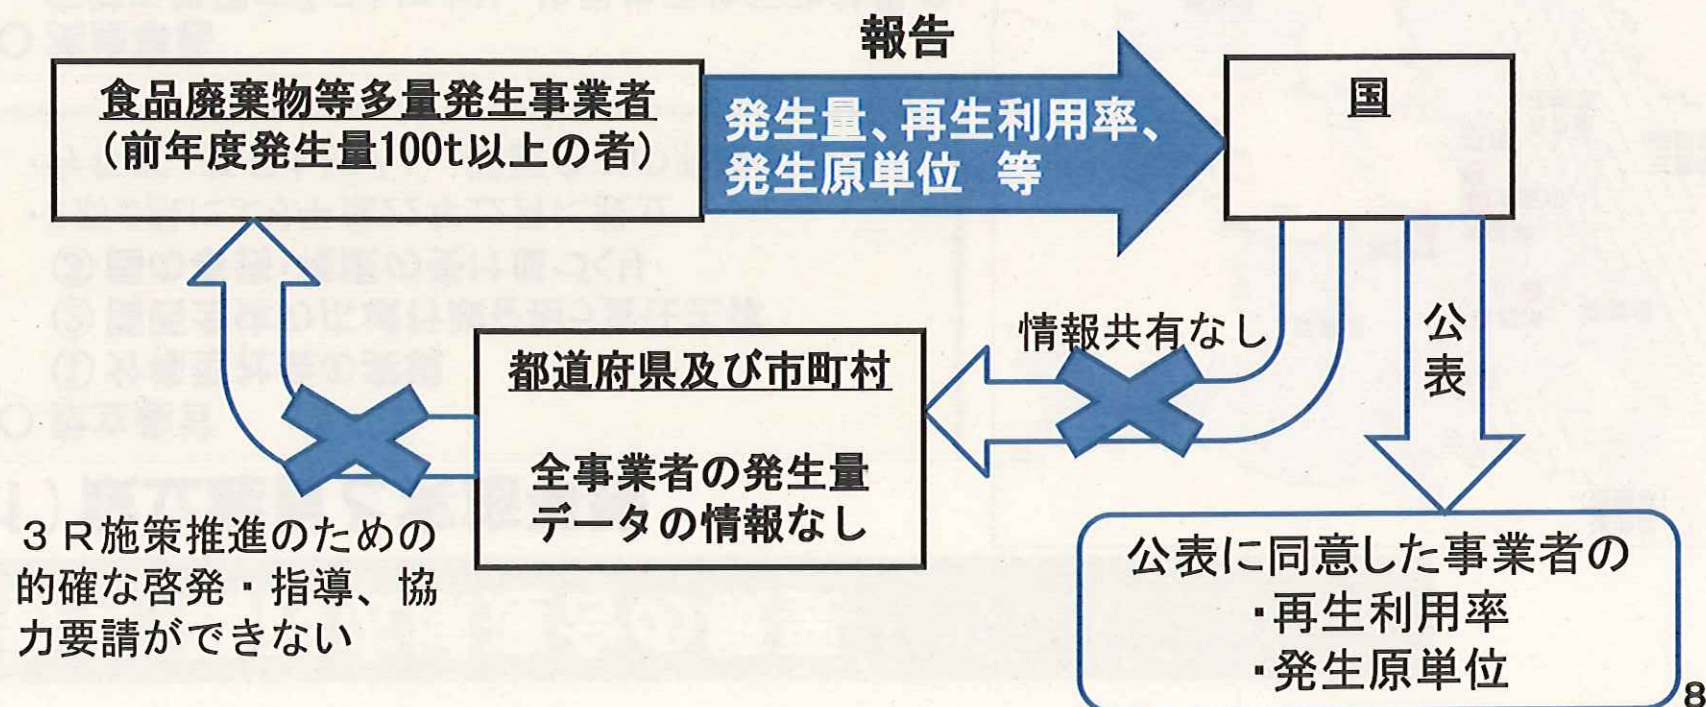 報告
食品廃棄物等多量発生事業者
(前年度発生量100t以上の者)
発生量、再生利用率、
発生原単位 等
国
情報共有なし
公表
都道府県及び市町村
全事業者の発生量
データの情報なし
3R施策推進のための
的確な啓発・指導、協
力要請ができない
公表に同意した事業者の
・再生利用率
・発生原単位
8